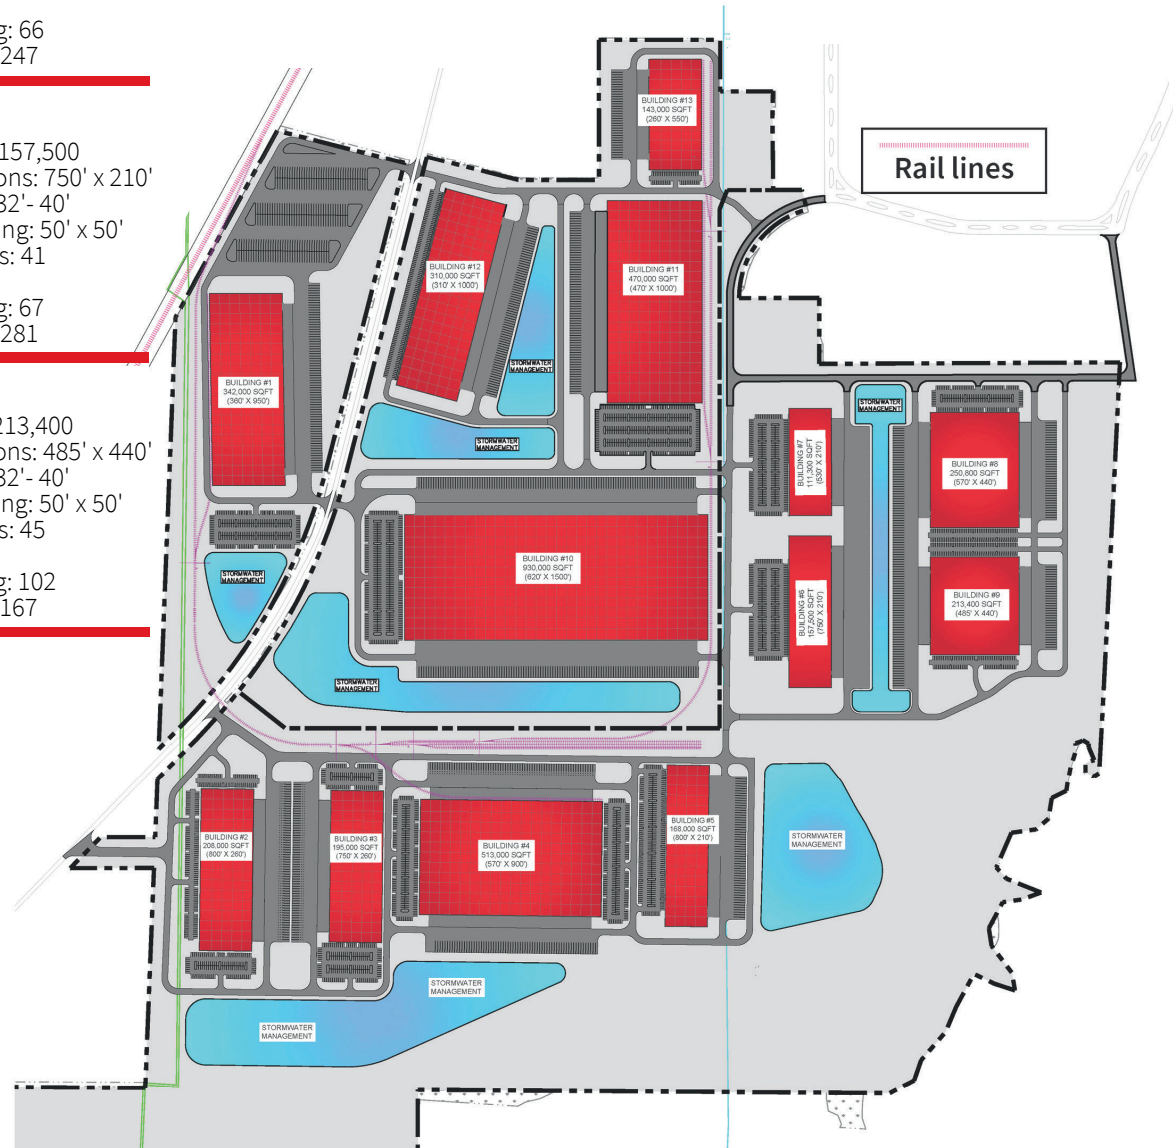 g: 66
247
157,500
ons: 750' x 210'
32'- 40'
ng: 50' x 50'
s: 41
g: 67
281
213,400
ons: 485' x 440'
32'- 40'
ng: 50' x 50'
s: 45
g: 102
167
Rail lines
BUILDING #13
143,000 SQFT
(260' X 550')
BUILDING #12
310,000 SQFT
(310' X 1000')
BUILDING #11
470,000 SQFT
(470' X 1000')
BUILDING #1
342,000 SQFT
(360' X 950')
STORMWATER
MANAGEMENT
STORMWATER
MANAGEMENT
STORMWATER
MANAGEMENT
BUILDING #7
111,300 SQFT
(530' X 210')
BUILDING #8
250,800 SQFT
(570' X 440')
BUILDING #10
930,000 SQFT
(620' X 1500')
STORMWATER
MANAGEMENT
BUILDING #6
157,500 SQFT
(750' X 210')
BUILDING #9
213,400 SQFT
(485' X 440')
STORMWATER
MANAGEMENT
BUILDING #2
208,000 SQFT
(800' X 260')
BUILDING #3
195,000 SQFT
(750' X 260')
BUILDING #4
513,000 SQFT
(570' X 900')
BUILDING #5
168,000 SQFT
(800' X 210')
STORMWATER
MANAGEMENT
STORMWATER
MANAGEMENT
STORMWATER
MANAGEMENT